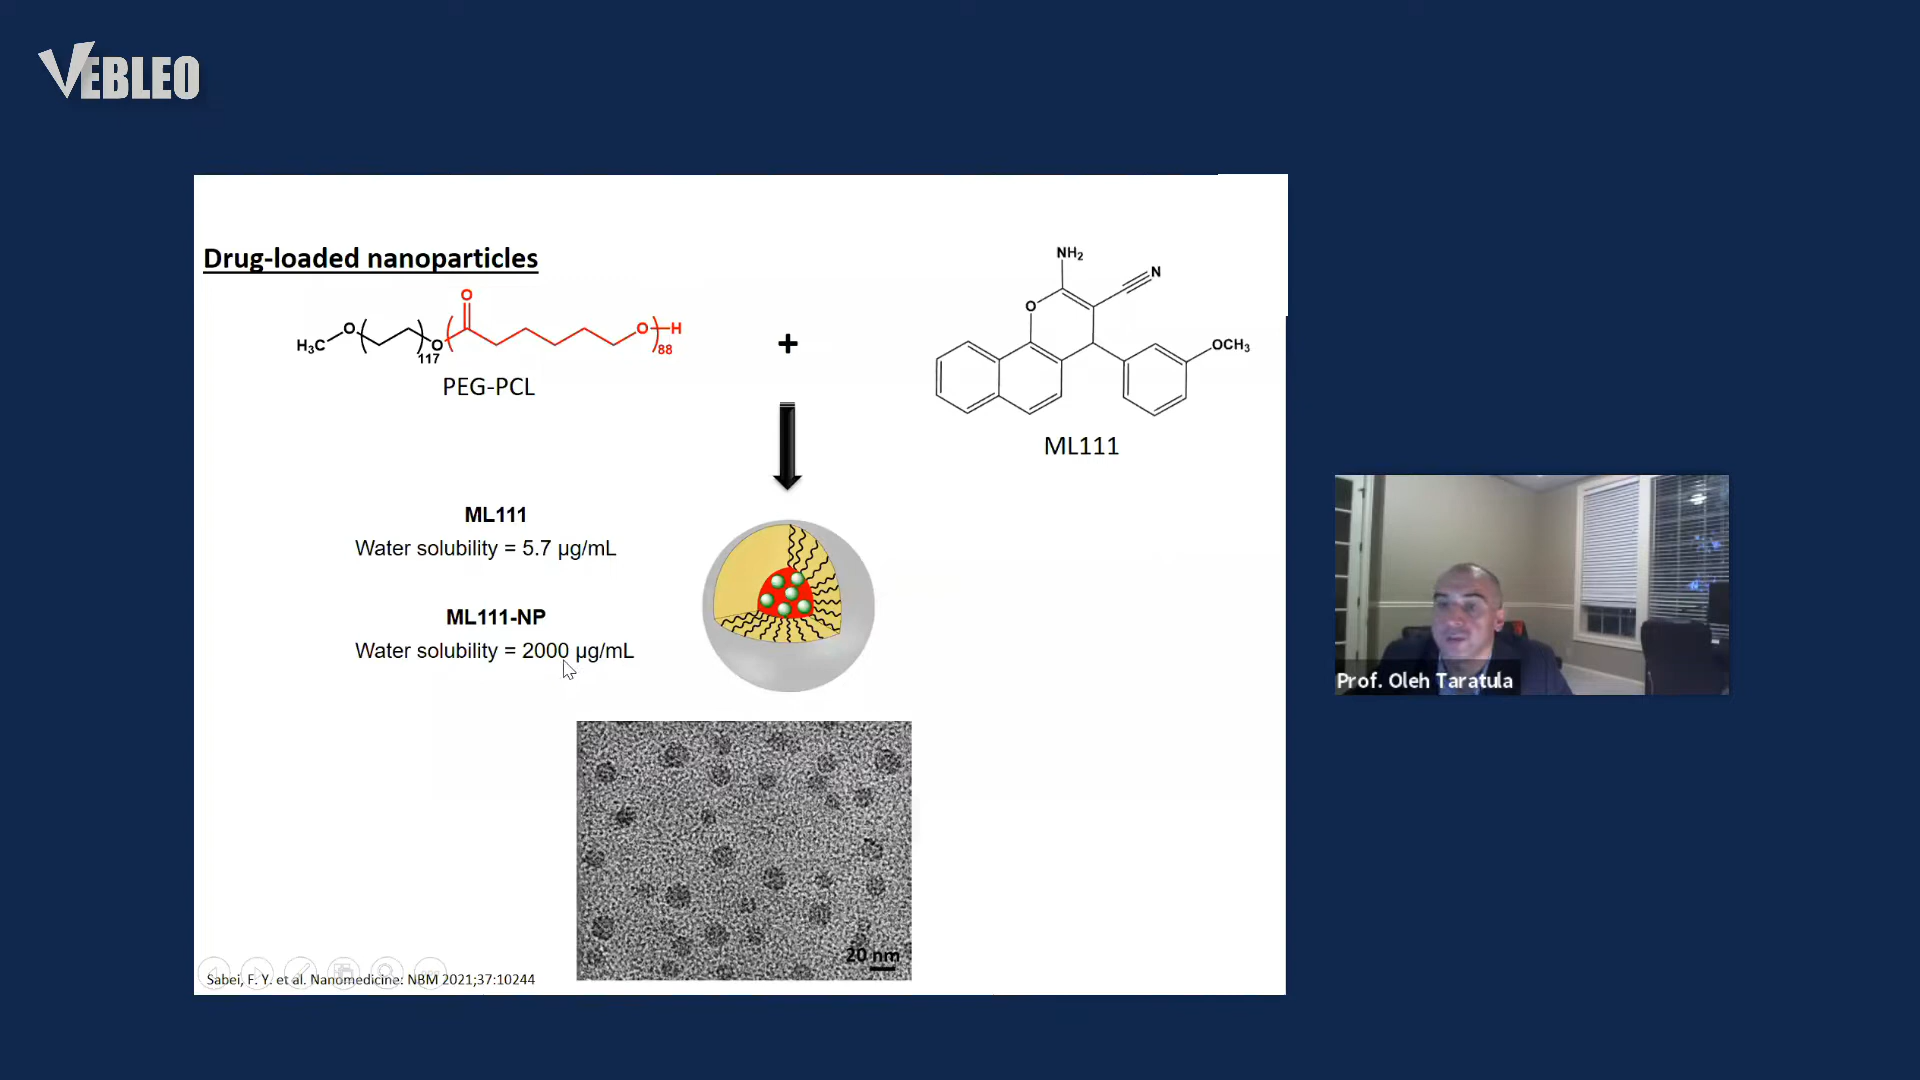 VEBLEO
Drug-loaded nanoparticles
NH₂
N
O
OCH₃
ML111
O
O
H₃C
117
O
O
H
88
PEG-PCL
+
ML111
Water solubility = 5.7 µg/mL
ML111-NP
Water solubility = 2000 µg/mL
20 nm
Sabei, F. Y. et al. Nanomedicine: NBM 2021;37:10244
Prof. Oleh Taratula